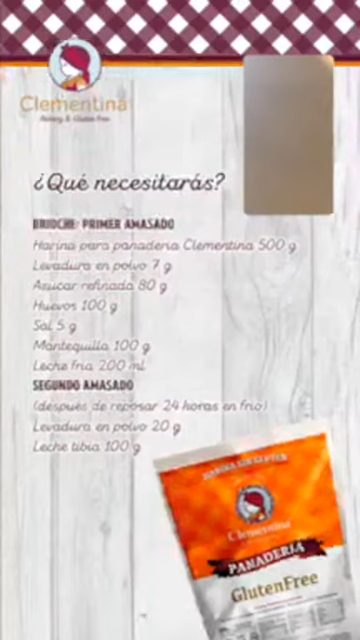 Clementina
Bakery & Gluten Free
¿Qué necesitarás?
BRIOCHE: PRIMER AMASADO
Harina para panadería Clementina 500 g
Levadura en polvo 7 g
Azúcar refinada 80 g
Huevos 100 g
Sal 5 g
Mantequilla 100 g
Leche fría 200 ml
SEGUNDO AMASADO
(después de reposar 24 horas en frío)
Levadura en polvo 20 g
Leche tibia 100 g
HARINA SIN GLUTEN
Clementina
PANADERÍA
GlutenFree